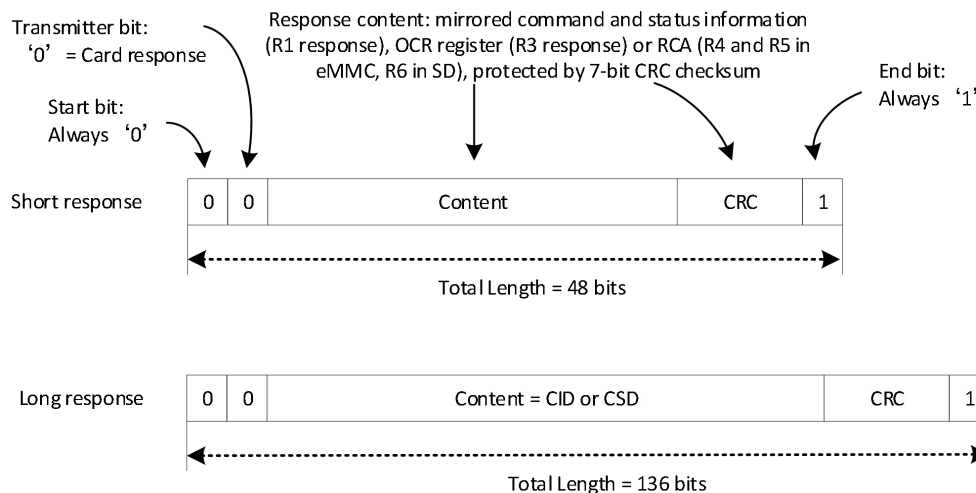 Transmitter bit:
‘0’ = Card response
Response content: mirrored command and status information
(R1 response), OCR register (R3 response) or RCA (R4 and R5 in
eMMC, R6 in SD), protected by 7-bit CRC checksum
Start bit:
Always ‘0’
End bit:
Always ‘1’
Short response 0 0 Content CRC 1
Total Length = 48 bits
Long response 0 0 Content = CID or CSD CRC 1
Total Length = 136 bits